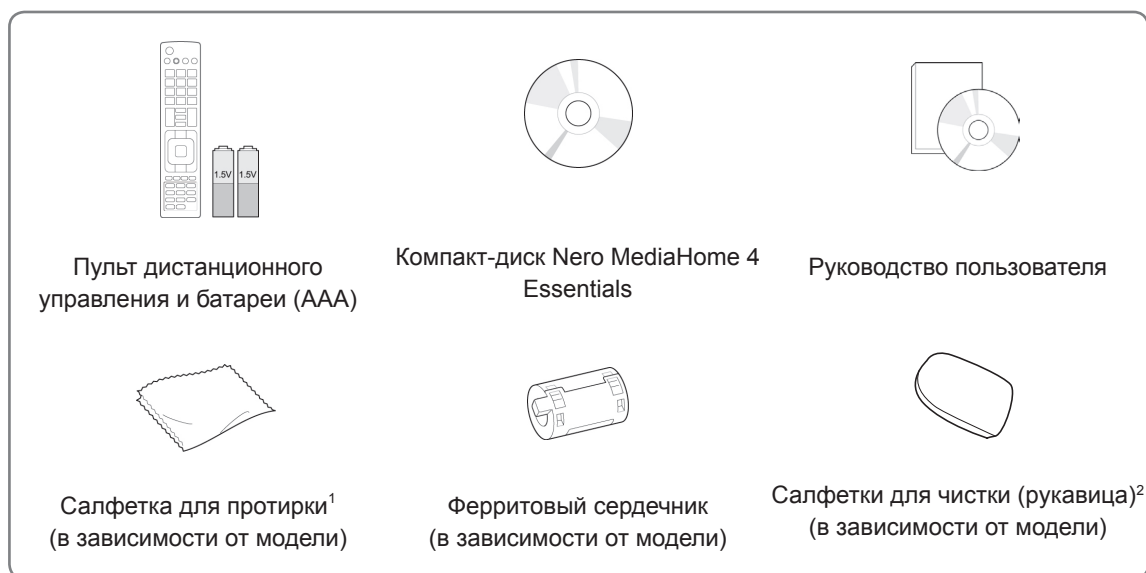 1.5V 1.5V
Пульт дистанционного
управления и батареи (AAA)
Компакт-диск Nero MediaHome 4
Essentials
Руководство пользователя
Салфетка для протирки¹
(в зависимости от модели)
Ферритовый сердечник
(в зависимости от модели)
Салфетки для чистки (рукавица)²
(в зависимости от модели)